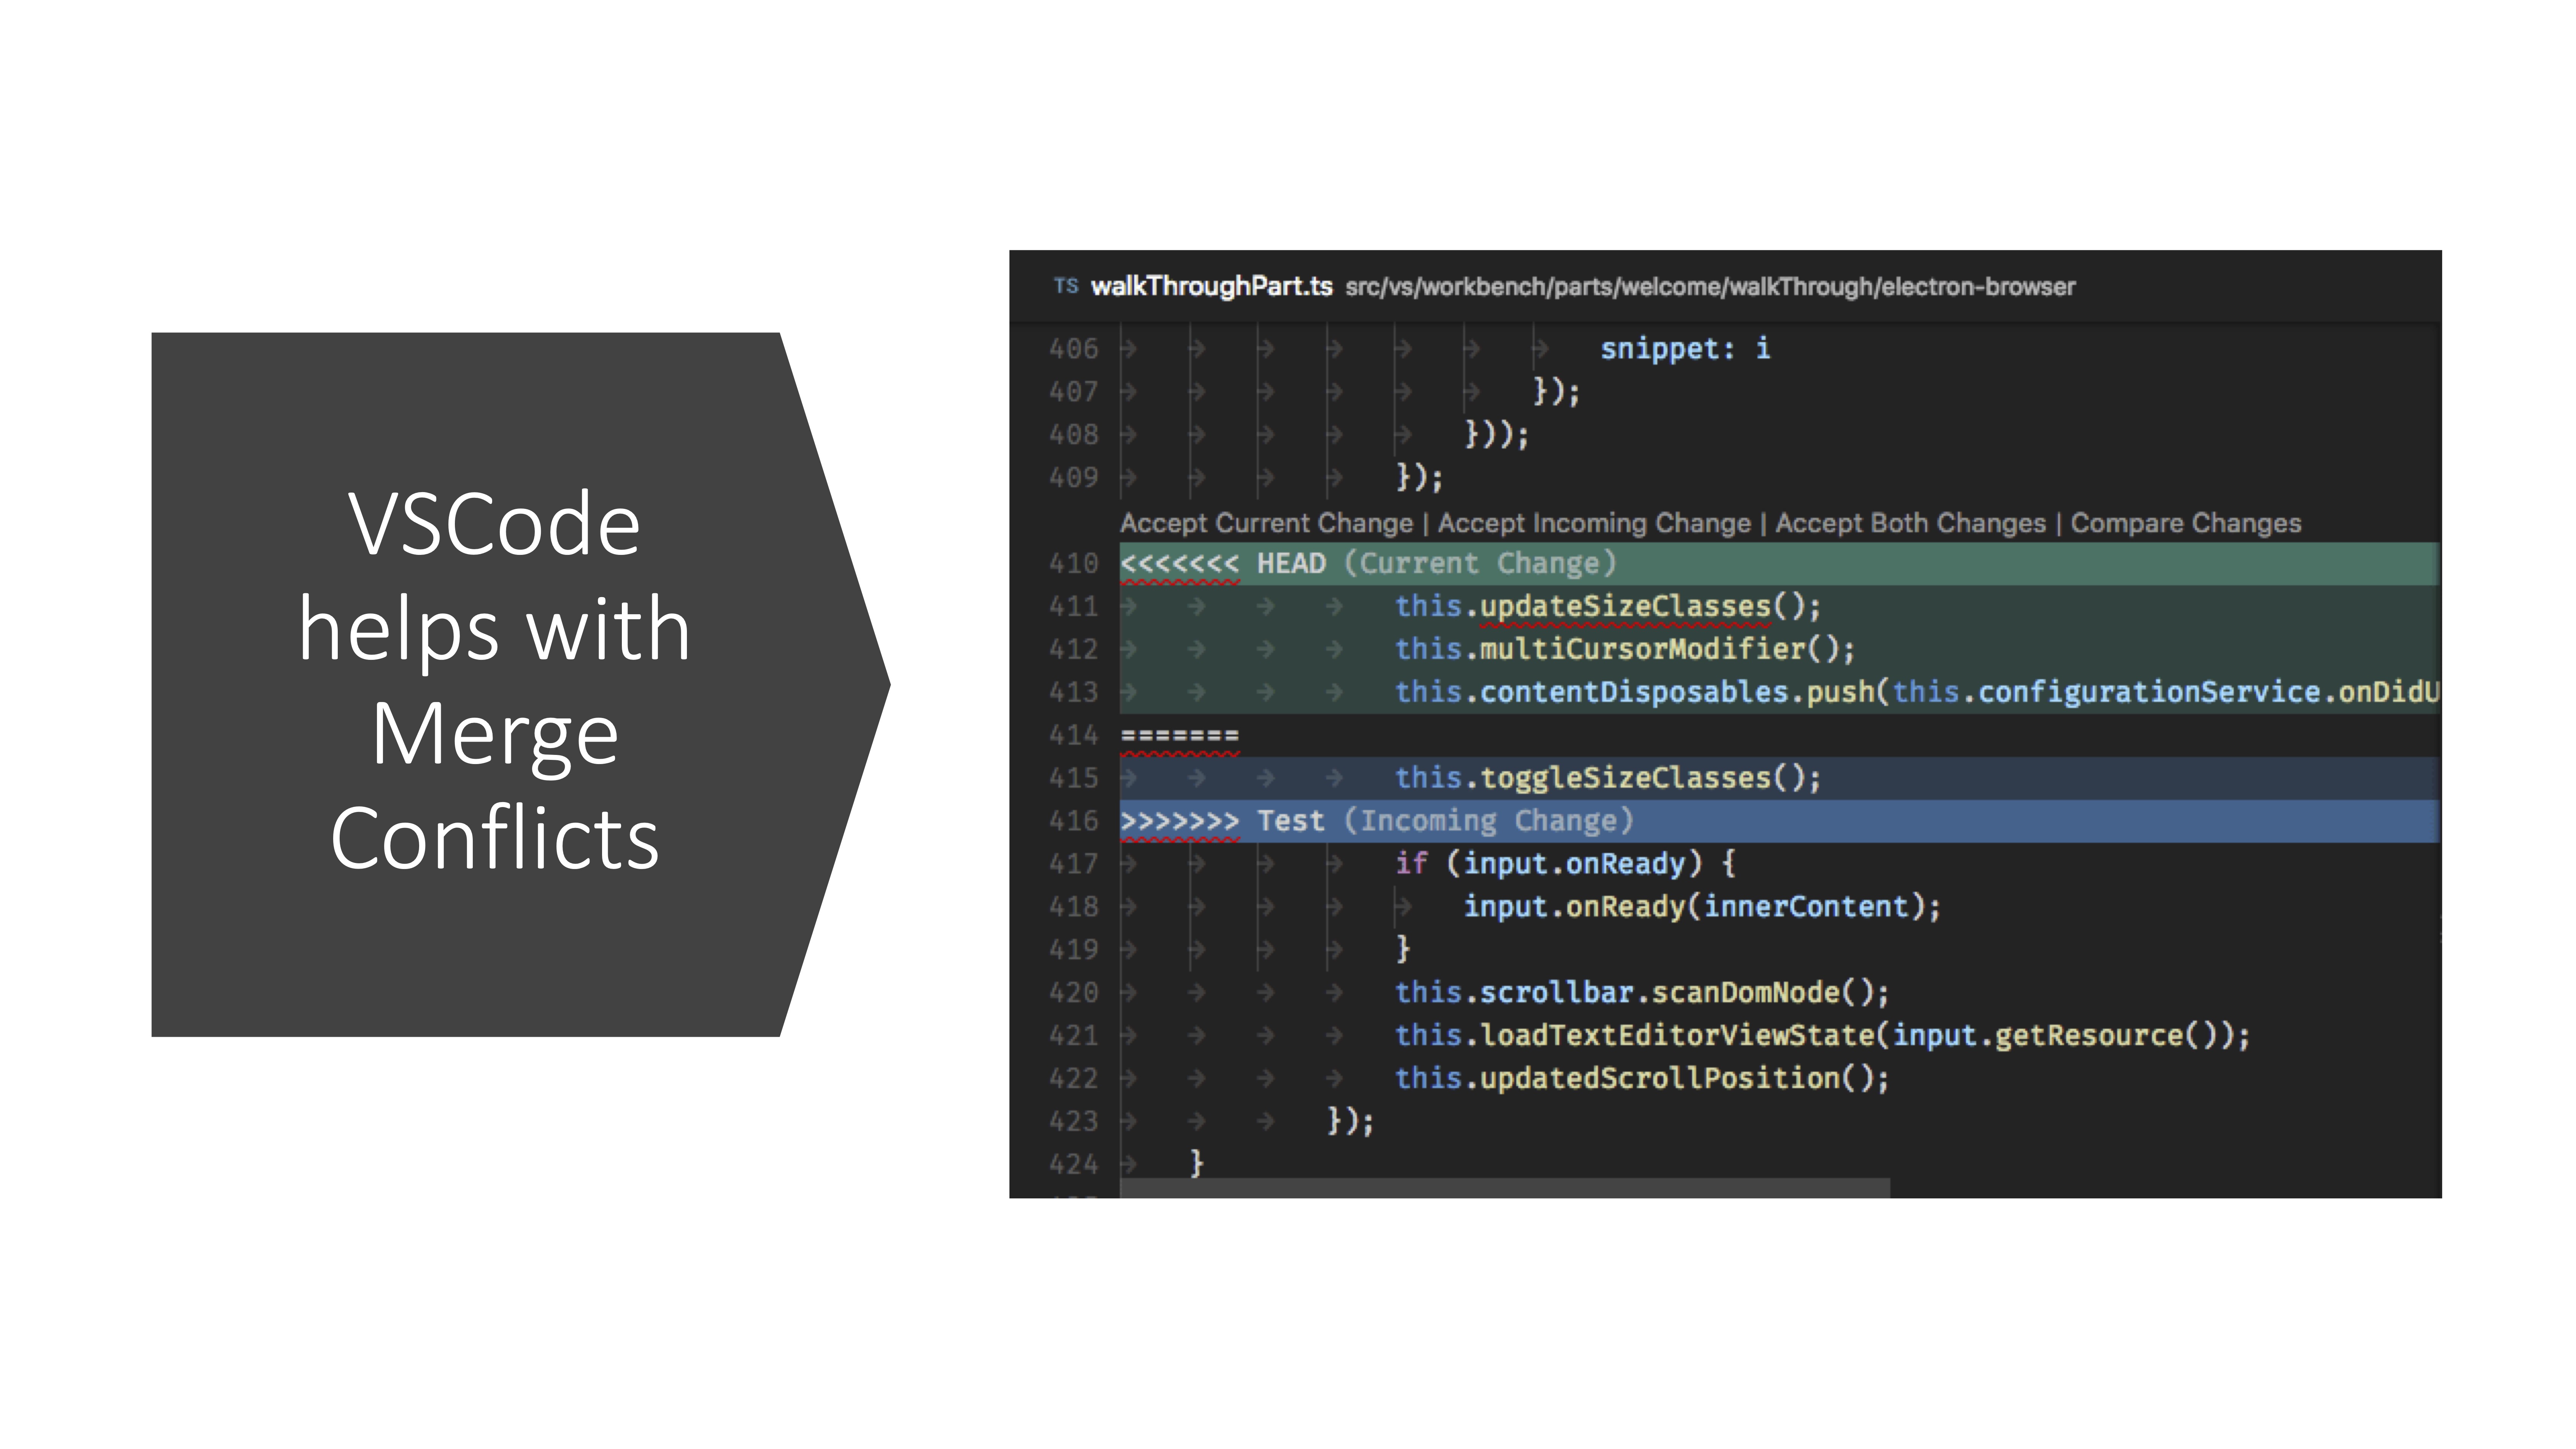 VSCode
helps with
Merge
Conflicts
TS walkThroughPart.ts src/vs/workbench/parts/welcome/walkThrough/electron-browser
406 snippet: i
407 });
408 }));
409 });
Accept Current Change | Accept Incoming Change | Accept Both Changes | Compare Changes
410 <<<<<<< HEAD (Current Change)
411 this.updateSizeClasses();
412 this.multiCursorModifier();
413 this.contentDisposables.push(this.configurationService.onDidU
414 =======
415 this.toggleSizeClasses();
416 >>>>>>> Test (Incoming Change)
417 if (input.onReady) {
418 input.onReady(innerContent);
419 }
420 this.scrollbar.scanDomNode();
421 this.loadTextEditorViewState(input.getResource());
422 this.updatedScrollPosition();
423 });
424 }